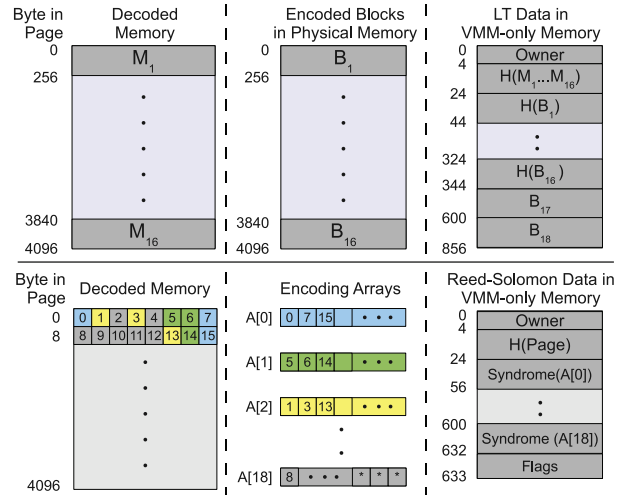 Byte in Page
Decoded Memory
Encoded Blocks in Physical Memory
LT Data in VMM-only Memory
0
M1
256
3840
M16
4096
0
B1
256
3840
B16
4096
0
Owner
4
H(M1...M16)
24
H(B1)
44
324
H(B16)
344
B17
600
B18
856
Byte in Page
Decoded Memory
Encoding Arrays
Reed-Solomon Data in VMM-only Memory
0
0 1 2 3 4 5 6 7
8
8 9 10 11 12 13 14 15
4096
A[0] 0 7 15 • • •
A[1] 5 6 14 • • •
A[2] 1 3 13 • • •
A[18] 8 • • • * * *
0
Owner
4
H(Page)
24
Syndrome(A[0])
56
600
Syndrome (A[18])
632
Flags
633